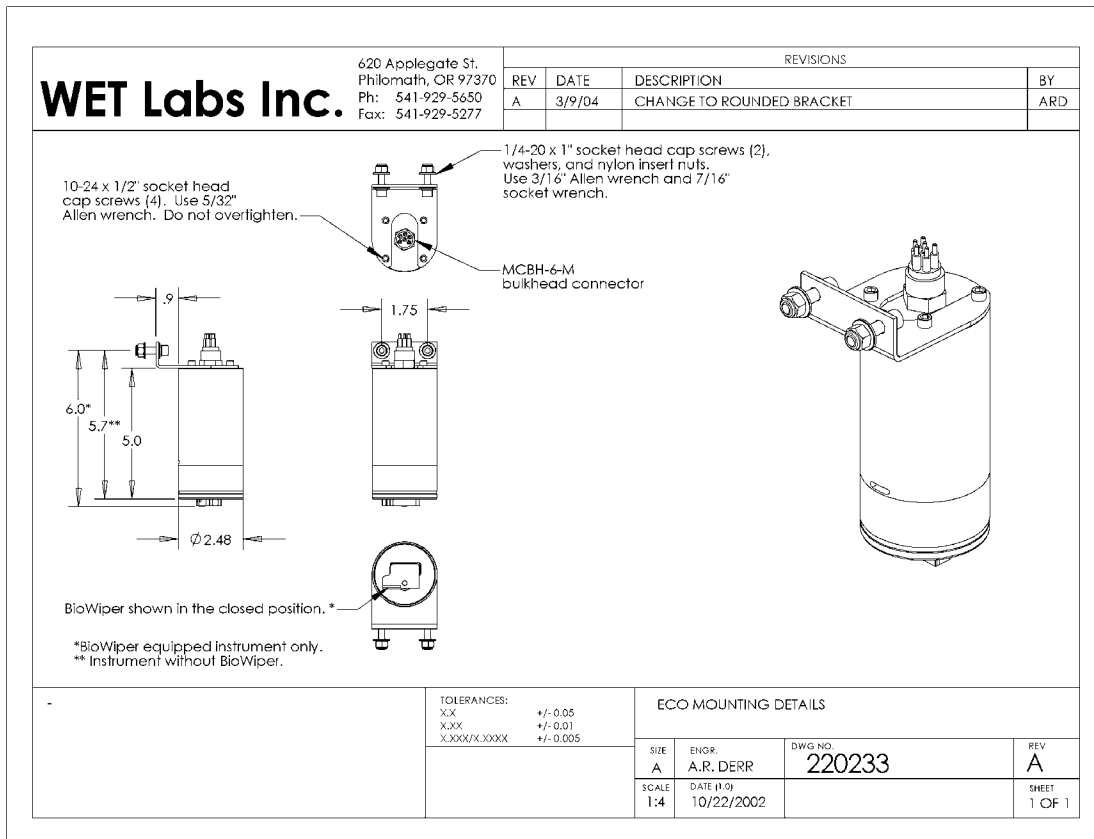 WET Labs Inc.
620 Applegate St.
Philomath, OR 97370
Ph: 541-929-5650
Fax: 541-929-5277
REVISIONS
REV DATE DESCRIPTION BY
A 3/9/04 CHANGE TO ROUNDED BRACKET ARD
1/4-20 x 1" socket head cap screws (2),
washers, and nylon insert nuts.
Use 3/16" Allen wrench and 7/16"
socket wrench.
10-24 x 1/2" socket head
cap screws (4). Use 5/32"
Allen wrench. Do not overtighten.
MCBH-6-M
bulkhead connector
.9
1.75
6.0*
5.7**
5.0
Ø2.48
BioWiper shown in the closed position. *
*BioWiper equipped instrument only.
** Instrument without BioWiper.
-
TOLERANCES:
X.X +/- 0.05
X.XX +/- 0.01
X.XXX/X.XXXX +/- 0.005
ECO MOUNTING DETAILS
SIZE ENGR. DWG NO. REV
A A.R. DERR 220233 A
SCALE DATE (1.0) SHEET
1:4 10/22/2002 1 OF 1